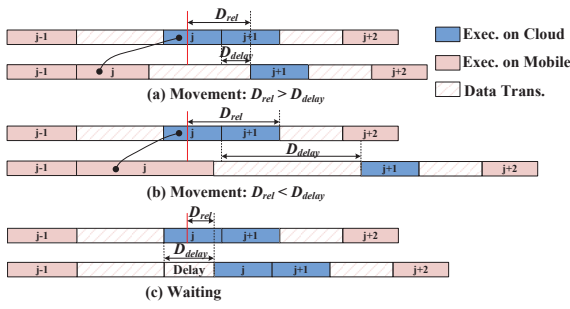 D_rel
j-1 j j+1 j+2
D_delay
j-1 j j+1 j+2
(a) Movement: D_rel > D_delay
D_rel
j-1 j j+1 j+2
D_delay
j-1 j j+1 j+2
(b) Movement: D_rel < D_delay
D_rel
j-1 j j+1 j+2
D_delay
j-1 Delay j j+1 j+2
(c) Waiting
Exec. on Cloud
Exec. on Mobile
Data Trans.